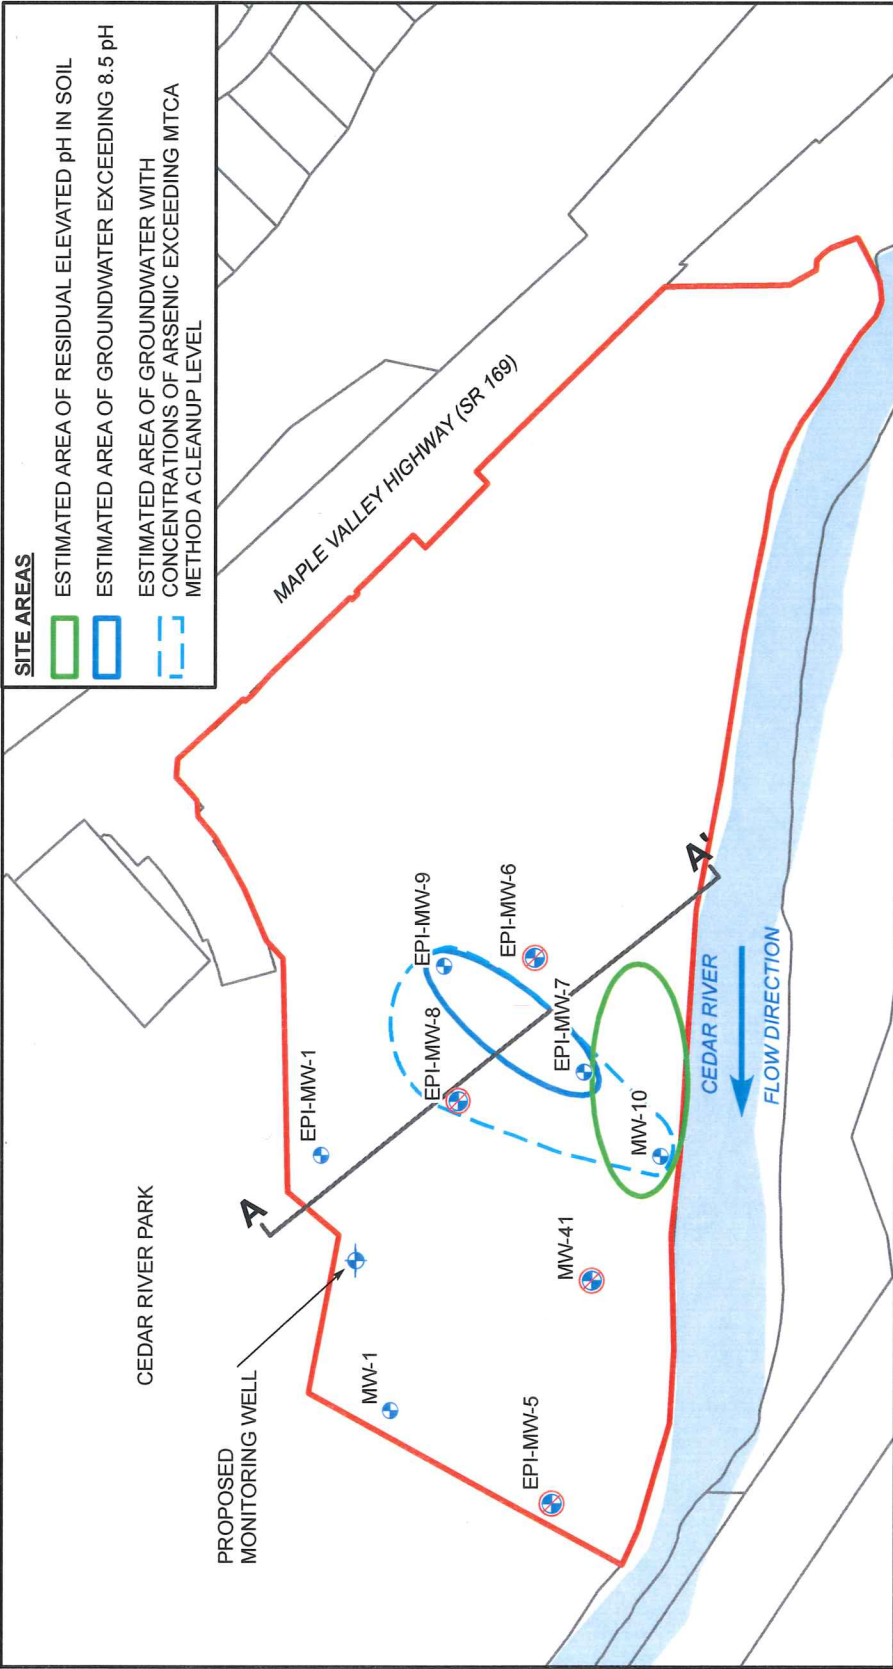 SITE AREAS
ESTIMATED AREA OF RESIDUAL ELEVATED pH IN SOIL
ESTIMATED AREA OF GROUNDWATER EXCEEDING 8.5 pH
ESTIMATED AREA OF GROUNDWATER WITH
CONCENTRATIONS OF ARSENIC EXCEEDING MTCA
METHOD A CLEANUP LEVEL
MAPLE VALLEY HIGHWAY (SR 169)
CEDAR RIVER PARK
PROPOSED
MONITORING WELL
A
EPI-MW-1
MW-1
EPI-MW-9
EPI-MW-8
EPI-MW-6
EPI-MW-7
EPI-MW-5
MW-41
MW-10
A'
CEDAR RIVER
FLOW DIRECTION